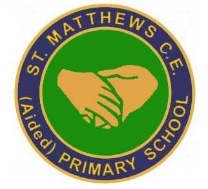 ST. MATTHEWS C.E.
(Aided) PRIMARY SCHOOL